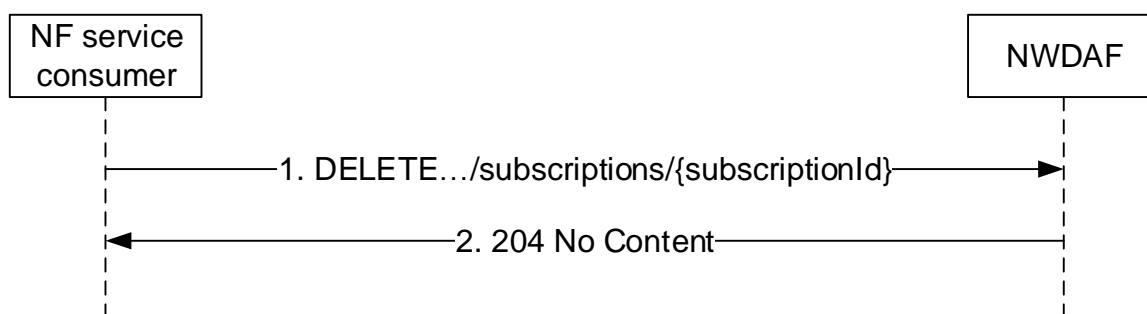 NF service
consumer
NWDAF
1. DELETE…/subscriptions/{subscriptionId}
2. 204 No Content